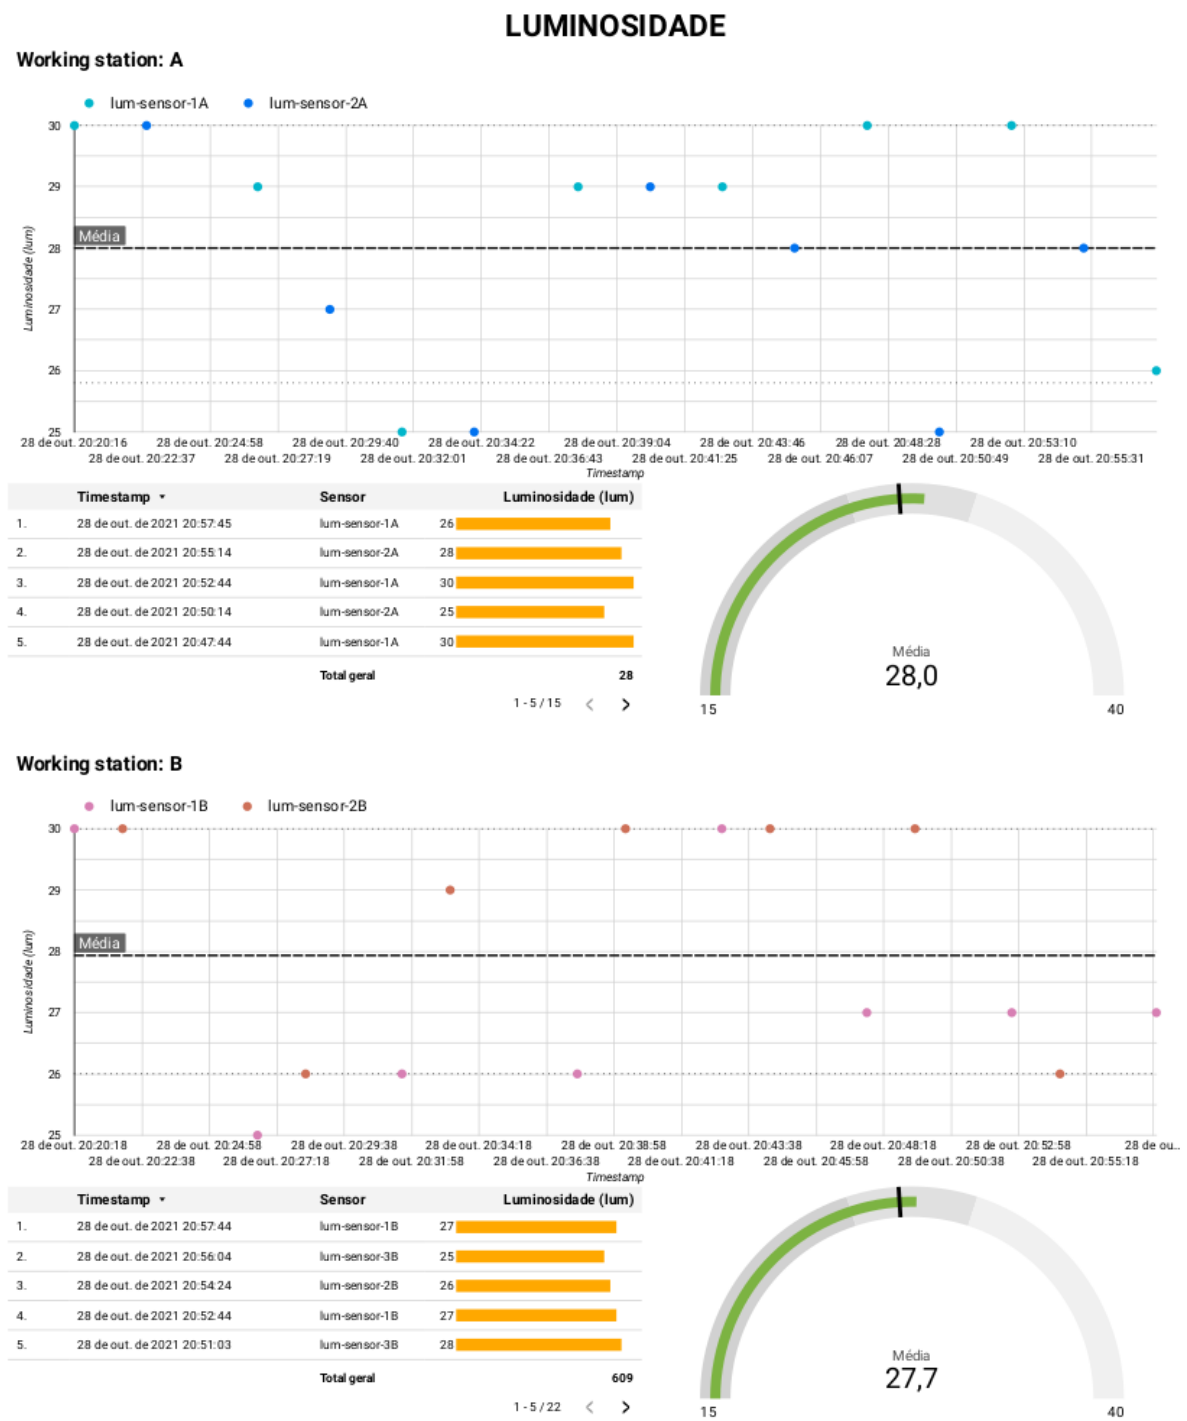 LUMINOSIDADE
Working station: A
lum-sensor-1A lum-sensor-2A
30
29
Média
28
27
26
25
Luminosidade (lum)
28 de out. 20:20:16 28 de out. 20:24:58 28 de out. 20:29:40 28 de out. 20:34:22 28 de out. 20:39:04 28 de out. 20:43:46 28 de out. 20:48:28 28 de out. 20:53:10
28 de out. 20:22:37 28 de out. 20:27:19 28 de out. 20:32:01 28 de out. 20:36:43 28 de out. 20:41:25 28 de out. 20:46:07 28 de out. 20:50:49 28 de out. 20:55:31
Timestamp
Timestamp Sensor Luminosidade (lum)
1. 28 de out. de 2021 20:57:45 lum-sensor-1A 26
2. 28 de out. de 2021 20:55:14 lum-sensor-2A 28
3. 28 de out. de 2021 20:52:44 lum-sensor-1A 30
4. 28 de out. de 2021 20:50:14 lum-sensor-2A 25
5. 28 de out. de 2021 20:47:44 lum-sensor-1A 30
Total geral 28
1 - 5 / 15
Média
28,0
15 40
Working station: B
lum-sensor-1B lum-sensor-2B
30
29
Média
28
27
26
25
Luminosidade (lum)
28 de out. 20:20:18 28 de out. 20:24:58 28 de out. 20:29:38 28 de out. 20:34:18 28 de out. 20:38:58 28 de out. 20:43:38 28 de out. 20:48:18 28 de out. 20:52:58 28 de ou...
28 de out. 20:22:38 28 de out. 20:27:18 28 de out. 20:31:58 28 de out. 20:36:38 28 de out. 20:41:18 28 de out. 20:45:58 28 de out. 20:50:38 28 de out. 20:55:18
Timestamp
Timestamp Sensor Luminosidade (lum)
1. 28 de out. de 2021 20:57:44 lum-sensor-1B 27
2. 28 de out. de 2021 20:56:04 lum-sensor-3B 25
3. 28 de out. de 2021 20:54:24 lum-sensor-2B 26
4. 28 de out. de 2021 20:52:44 lum-sensor-1B 27
5. 28 de out. de 2021 20:51:03 lum-sensor-3B 28
Total geral 609
1 - 5 / 22
Média
27,7
15 40